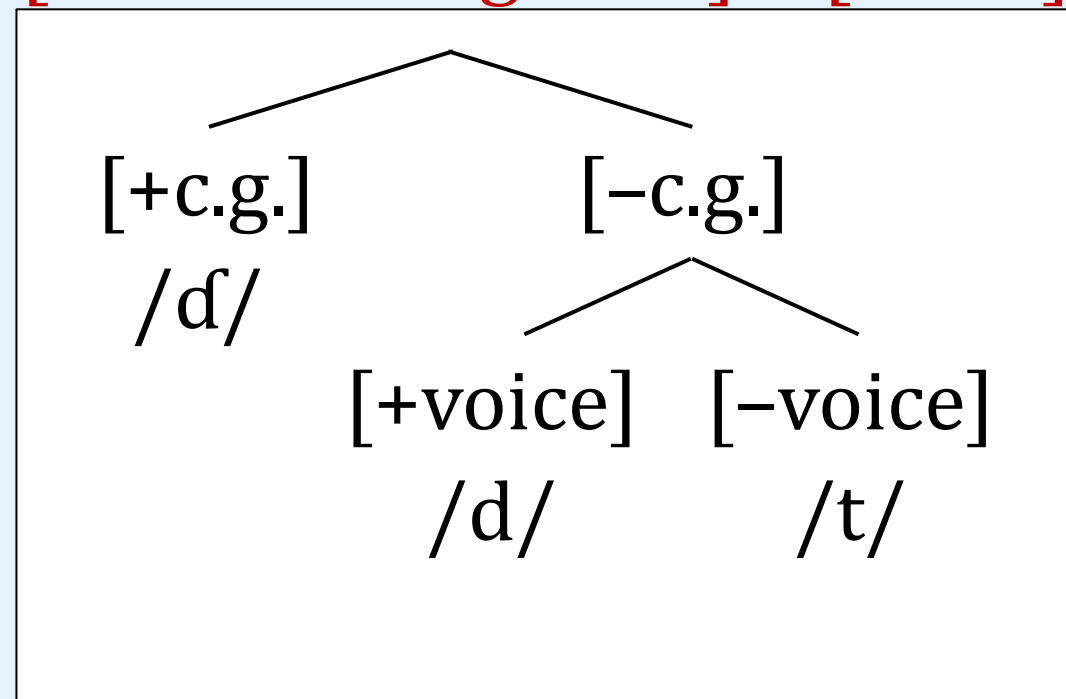 [+c.g.] [–c.g.]
/ɗ/
[+voice] [–voice]
/d/ /t/